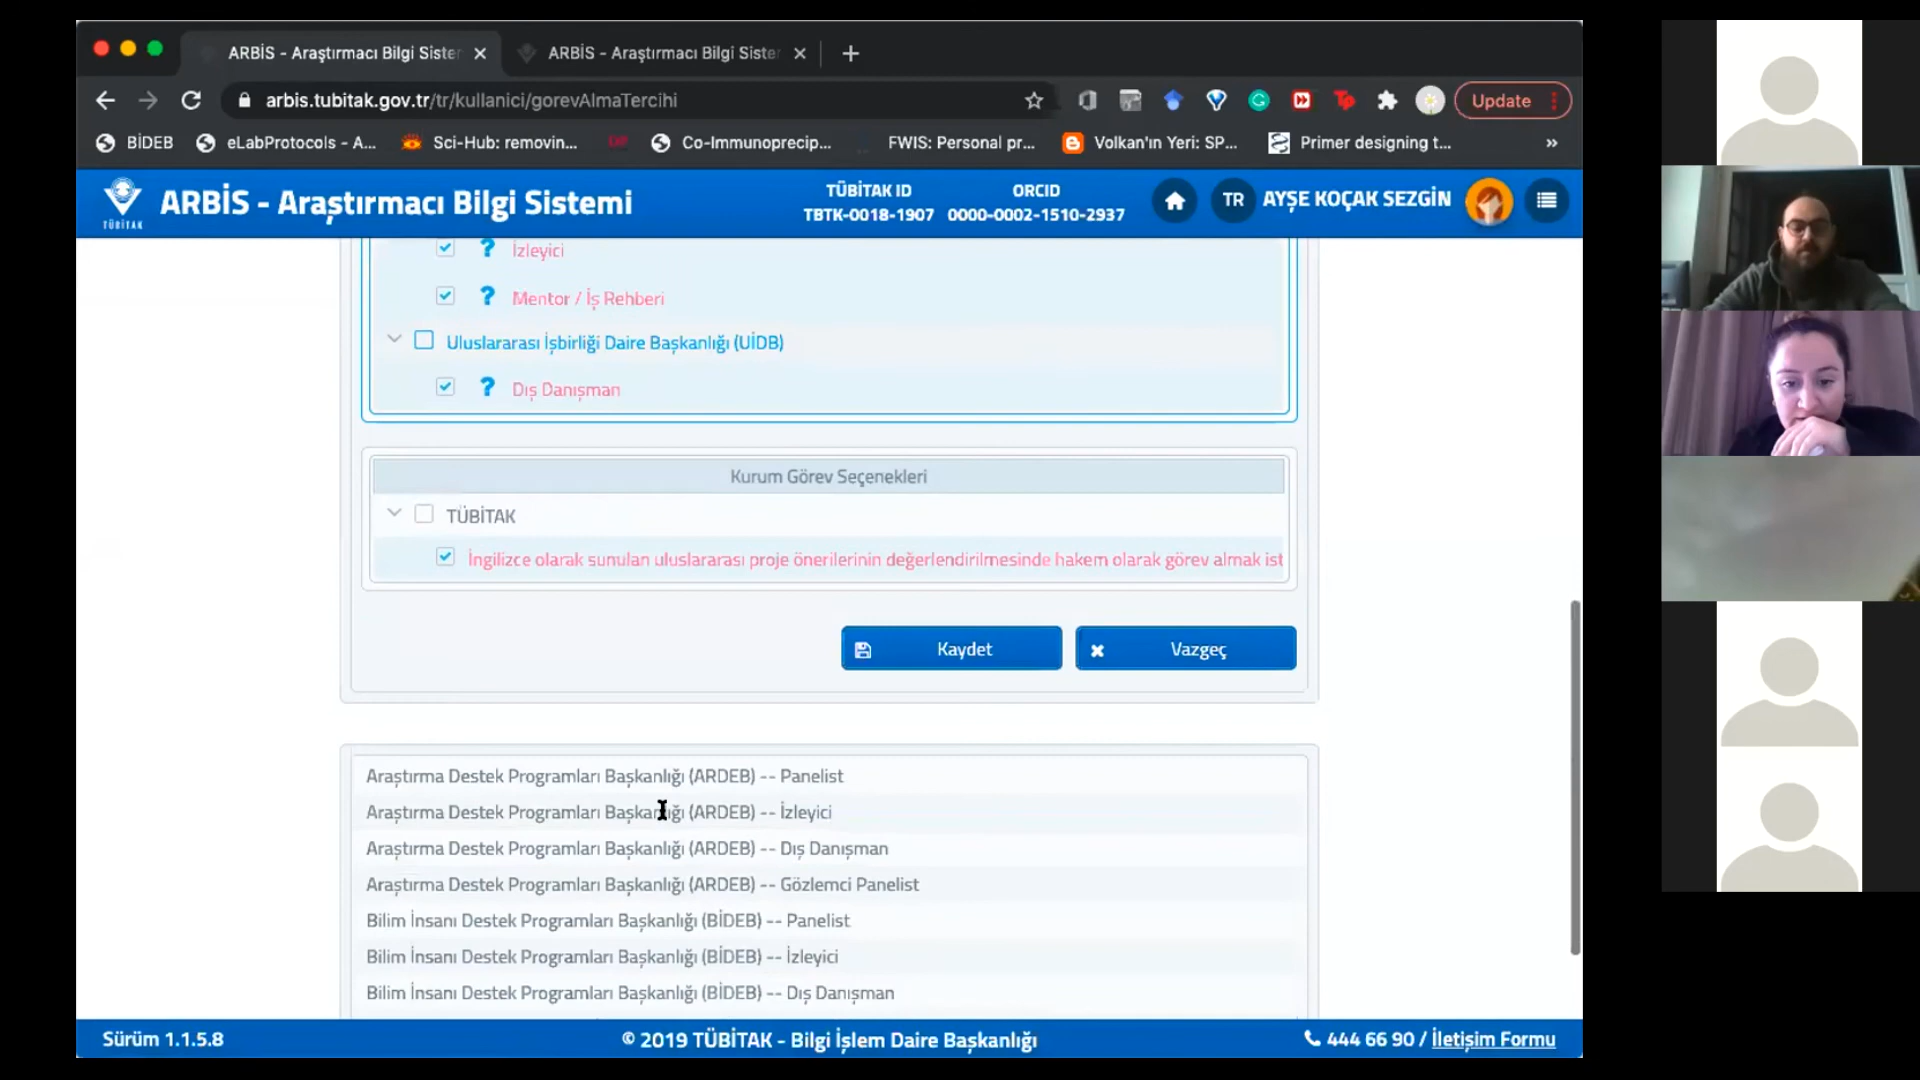 ARBİS - Araştırmacı Bilgi Siste
ARBİS - Araştırmacı Bilgi Siste
arbis.tubitak.gov.tr/tr/kullanici/gorevAlmaTercihi
Update
BİDEB
eLabProtocols - A...
Sci-Hub: removin...
Co-Immunoprecip...
FWIS: Personal pr...
Volkan'ın Yeri: SP...
Primer designing t...
»
TÜBİTAK
ARBİS - Araştırmacı Bilgi Sistemi
TÜBİTAK ID
TBTK-0018-1907
ORCID
0000-0002-1510-2937
TR
AYŞE KOÇAK SEZGİN
? İzleyici
? Mentor / İş Rehberi
Uluslararası İşbirliği Daire Başkanlığı (UİDB)
? Dış Danışman
Kurum Görev Seçenekleri
TÜBİTAK
İngilizce olarak sunulan uluslararası proje önerilerinin değerlendirilmesinde hakem olarak görev almak ist
Kaydet
Vazgeç
Araştırma Destek Programları Başkanlığı (ARDEB) -- Panelist
Araştırma Destek Programları Başkanlığı (ARDEB) -- İzleyici
Araştırma Destek Programları Başkanlığı (ARDEB) -- Dış Danışman
Araştırma Destek Programları Başkanlığı (ARDEB) -- Gözlemci Panelist
Bilim İnsanı Destek Programları Başkanlığı (BİDEB) -- Panelist
Bilim İnsanı Destek Programları Başkanlığı (BİDEB) -- İzleyici
Bilim İnsanı Destek Programları Başkanlığı (BİDEB) -- Dış Danışman
Sürüm 1.1.5.8
© 2019 TÜBİTAK - Bilgi İşlem Daire Başkanlığı
444 66 90 / İletişim Formu